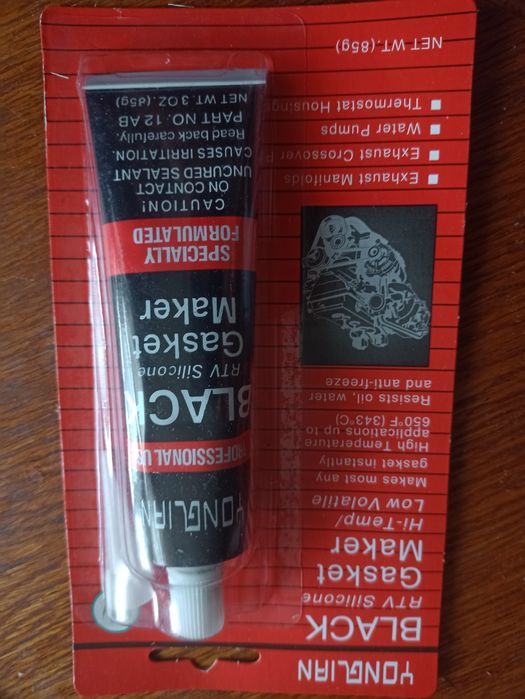 YONGLIAN
BLACK
RTV Silicone
Gasket
Maker
Hi-Temp/
Low Volatile
Makes most any
gasket instantly
High Temperature
applications up to
650°F (343°C)
Resists oil, water
and anti-freeze
■ Exhaust Manifolds
■ Exhaust Crossover
■ Water Pumps
■ Thermostat Housing
NET WT.(85g)
YONGLIAN
PROFESSIONAL US
BLACK
RTV Silicone
Gasket
Maker
SPECIALLY
FORMULATED
CAUTION!
ON CONTACT
UNCURED SEALANT
CAUSES IRRITATION.
Read back carefully.
PART NO. 12 AB
NET WT. 3 OZ. (85g)